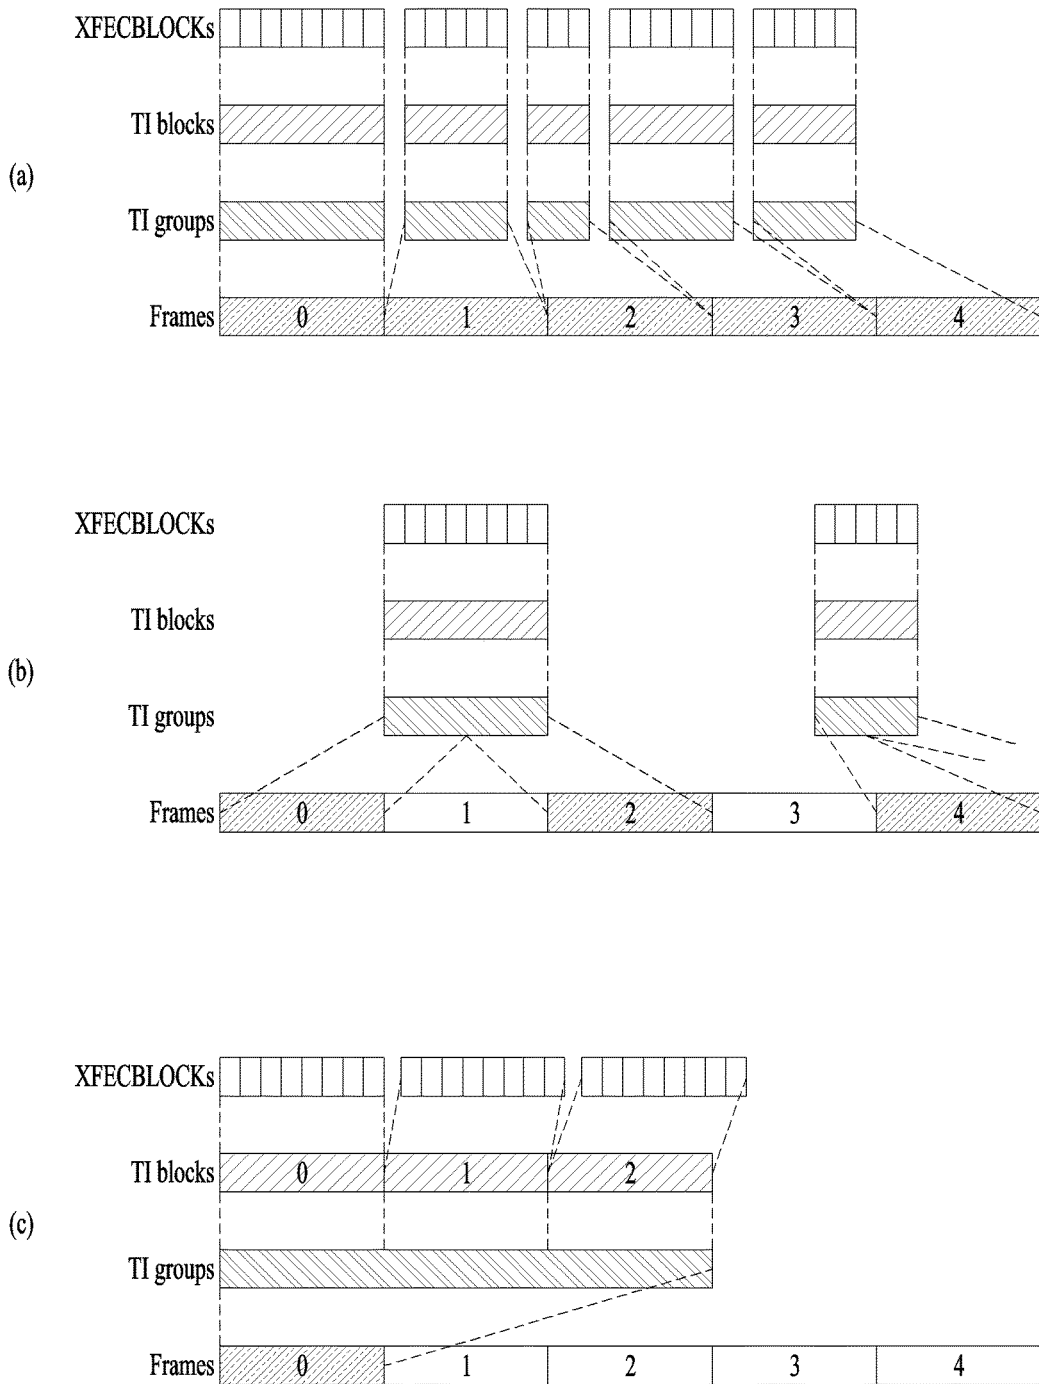 XFECBLOCKs
TI blocks
(a)
TI groups
Frames 0 1 2 3 4
XFECBLOCKs
TI blocks
(b)
TI groups
Frames 0 1 2 3 4
XFECBLOCKs
TI blocks 0 1 2
(c)
TI groups
Frames 0 1 2 3 4